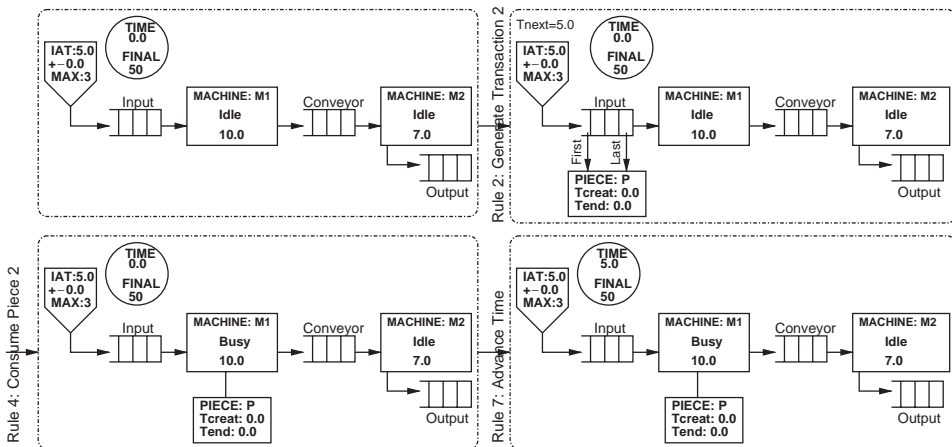 TIME
0.0
FINAL
50
IAT:5.0
+−0.0
MAX:3
Input
MACHINE: M1
Idle
10.0
Conveyor
MACHINE: M2
Idle
7.0
Output
Rule 2: Generate Transaction 2
Tnext=5.0
TIME
0.0
FINAL
50
IAT:5.0
+−0.0
MAX:3
Input
MACHINE: M1
Idle
10.0
Conveyor
MACHINE: M2
Idle
7.0
Output
First
Last
PIECE: P
Tcreat: 0.0
Tend: 0.0
Rule 4: Consume Piece 2
TIME
0.0
FINAL
50
IAT:5.0
+−0.0
MAX:3
Input
MACHINE: M1
Busy
10.0
Conveyor
MACHINE: M2
Idle
7.0
Output
PIECE: P
Tcreat: 0.0
Tend: 0.0
Rule 7: Advance Time
TIME
5.0
FINAL
50
IAT:5.0
+−0.0
MAX:3
Input
MACHINE: M1
Busy
10.0
Conveyor
MACHINE: M2
Idle
7.0
Output
PIECE: P
Tcreat: 0.0
Tend: 0.0